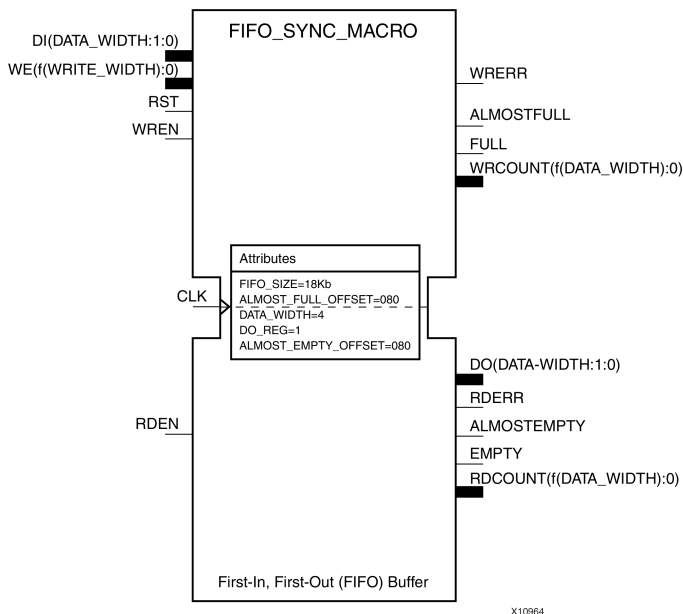 FIFO_SYNC_MACRO
DI(DATA_WIDTH:1:0)
WE(f(WRITE_WIDTH):0)
RST
WREN
WRERR
ALMOSTFULL
FULL
WRCOUNT(f(DATA_WIDTH):0)
Attributes
FIFO_SIZE=18Kb
ALMOST_FULL_OFFSET=080
DATA_WIDTH=4
DO_REG=1
ALMOST_EMPTY_OFFSET=080
CLK
DO(DATA-WIDTH:1:0)
RDERR
ALMOSTEMPTY
EMPTY
RDCOUNT(f(DATA_WIDTH):0)
RDEN
First-In, First-Out (FIFO) Buffer
X10964